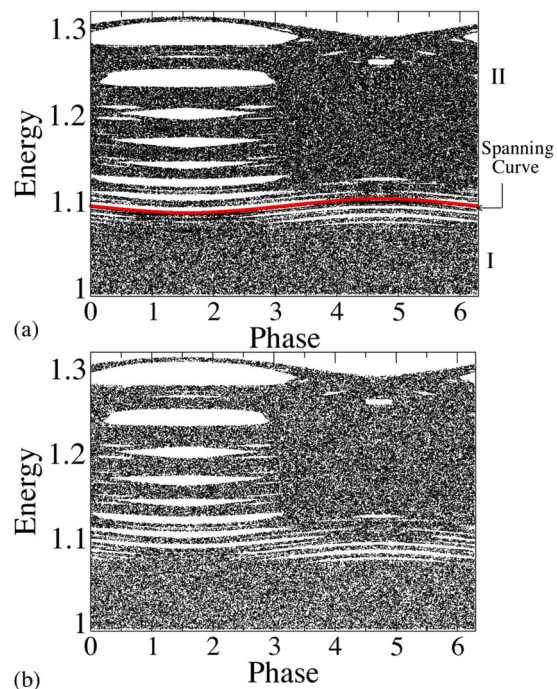 1.3
II
1.2
Energy
Spanning
Curve
1.1
I
1
0 1 2 3 4 5 6
(a)
Phase
1.3
1.2
Energy
1.1
1
0 1 2 3 4 5 6
(b)
Phase